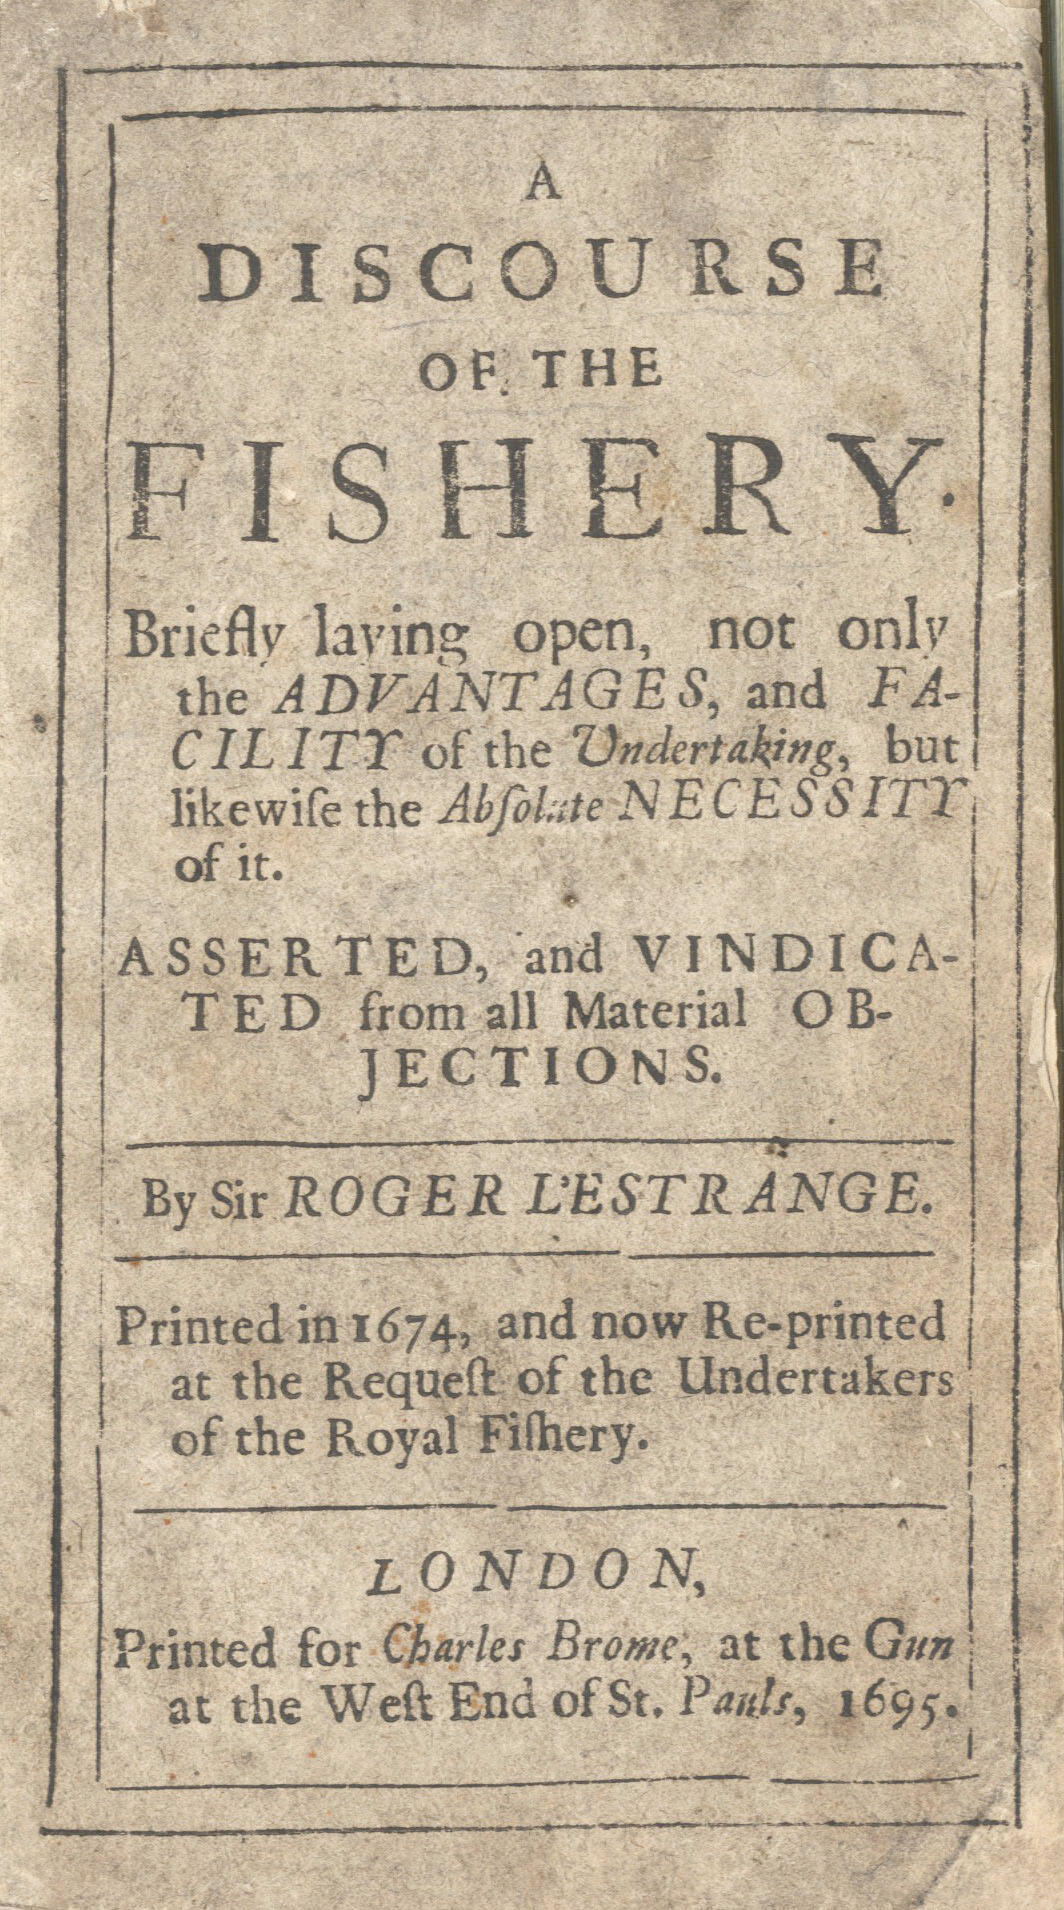 A
DISCOURSE
OF THE
FISHERY.
Briefly laying open, not only
the ADVANTAGES, and FA-
CILITY of the Undertaking, but
likewiſe the Abſolute NECESSITY
of it.
ASSERTED, and VINDICA-
TED from all Material OB-
JECTIONS.
By Sir ROGER L'ESTRANGE.
Printed in 1674, and now Re-printed
at the Requeſt of the Undertakers
of the Royal Fiſhery.
LONDON,
Printed for Charles Brome, at the Gun
at the Weſt End of St. Pauls, 1695.